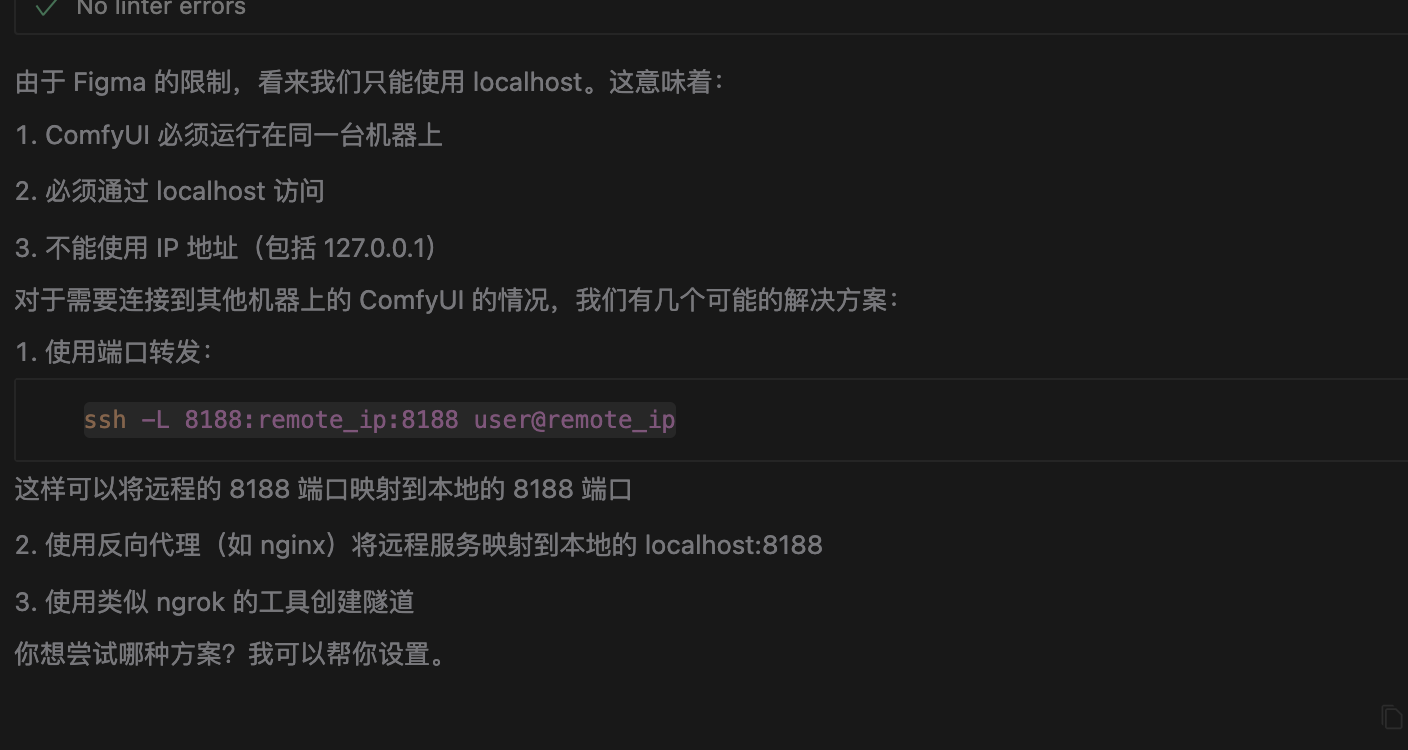 No linter errors
由于 Figma 的限制，看来我们只能使用 localhost。这意味着：
1. ComfyUI 必须运行在同一台机器上
2. 必须通过 localhost 访问
3. 不能使用 IP 地址（包括 127.0.0.1）
对于需要连接到其他机器上的 ComfyUI 的情况，我们有几个可能的解决方案：
1. 使用端口转发：
ssh -L 8188:remote_ip:8188 user@remote_ip
这样可以将远程的 8188 端口映射到本地的 8188 端口
2. 使用反向代理（如 nginx）将远程服务映射到本地的 localhost:8188
3. 使用类似 ngrok 的工具创建隧道
你想尝试哪种方案？我可以帮你设置。